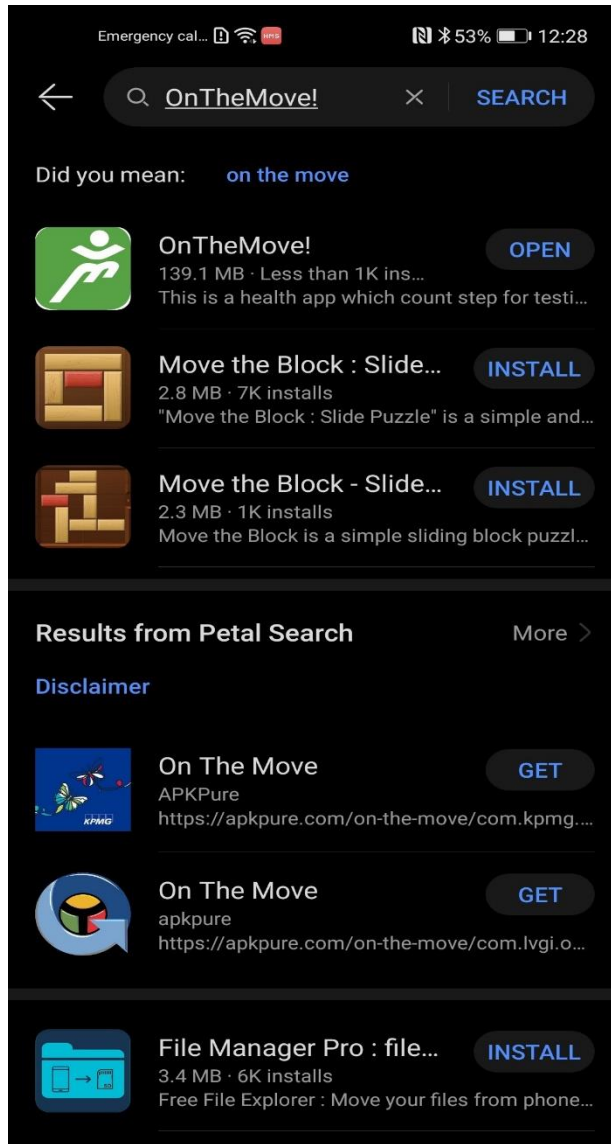 Emergency cal... HMS 53% 12:28
OnTheMove! SEARCH
Did you mean: on the move
OnTheMove! OPEN
139.1 MB · Less than 1K ins...
This is a health app which count step for testi...
Move the Block : Slide... INSTALL
2.8 MB · 7K installs
"Move the Block : Slide Puzzle" is a simple and...
Move the Block - Slide... INSTALL
2.3 MB · 1K installs
Move the Block is a simple sliding block puzzl...
Results from Petal Search More
Disclaimer
On The Move GET
APKPure
https://apkpure.com/on-the-move/com.kpmg....
KPMG
On The Move GET
apkpure
https://apkpure.com/on-the-move/com.lvgi.o...
File Manager Pro : file... INSTALL
3.4 MB · 6K installs
Free File Explorer : Move your files from phone...